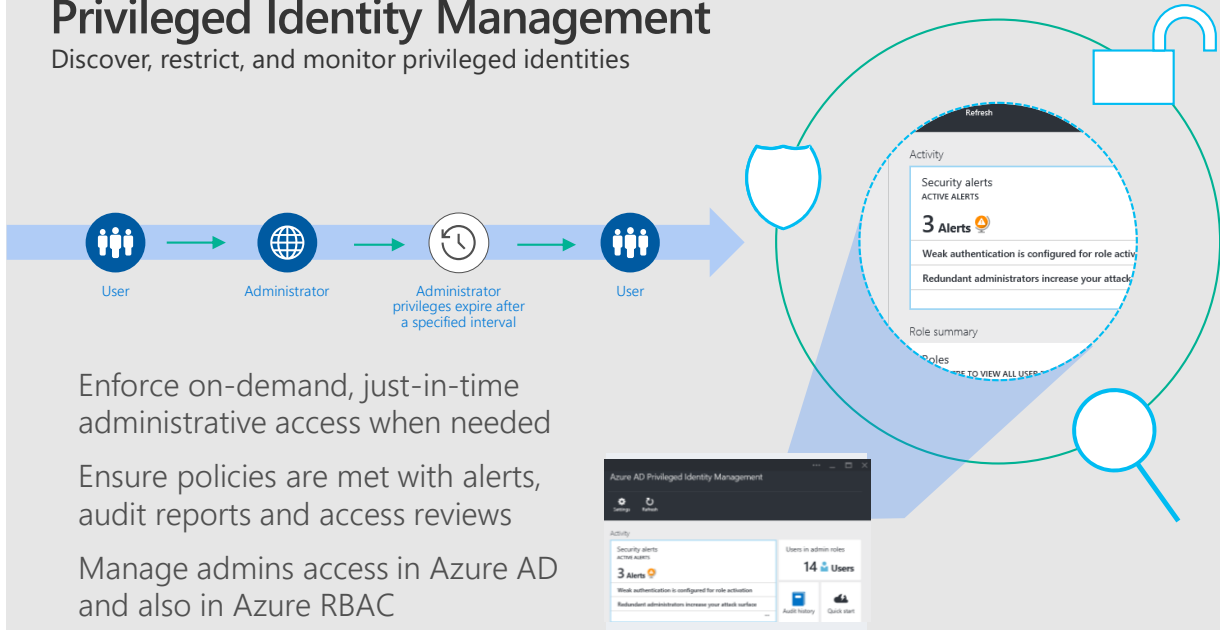 Privileged Identity Management
Discover, restrict, and monitor privileged identities
User
Administrator
Administrator
privileges expire after
a specified interval
User
Enforce on-demand, just-in-time
administrative access when needed
Ensure policies are met with alerts,
audit reports and access reviews
Manage admins access in Azure AD
and also in Azure RBAC
Refresh
Activity
Security alerts
ACTIVE ALERTS
3 Alerts
Weak authentication is configured for role activ
Redundant administrators increase your attack
Role summary
Roles
TO VIEW ALL USER
Azure AD Privileged Identity Management
Settings
Refresh
Activity
Security alerts
ACTIVE ALERTS
3 Alerts
Weak authentication is configured for role activation
Redundant administrators increase your attack surface
Users in admin roles
14 Users
Audit history
Quick start